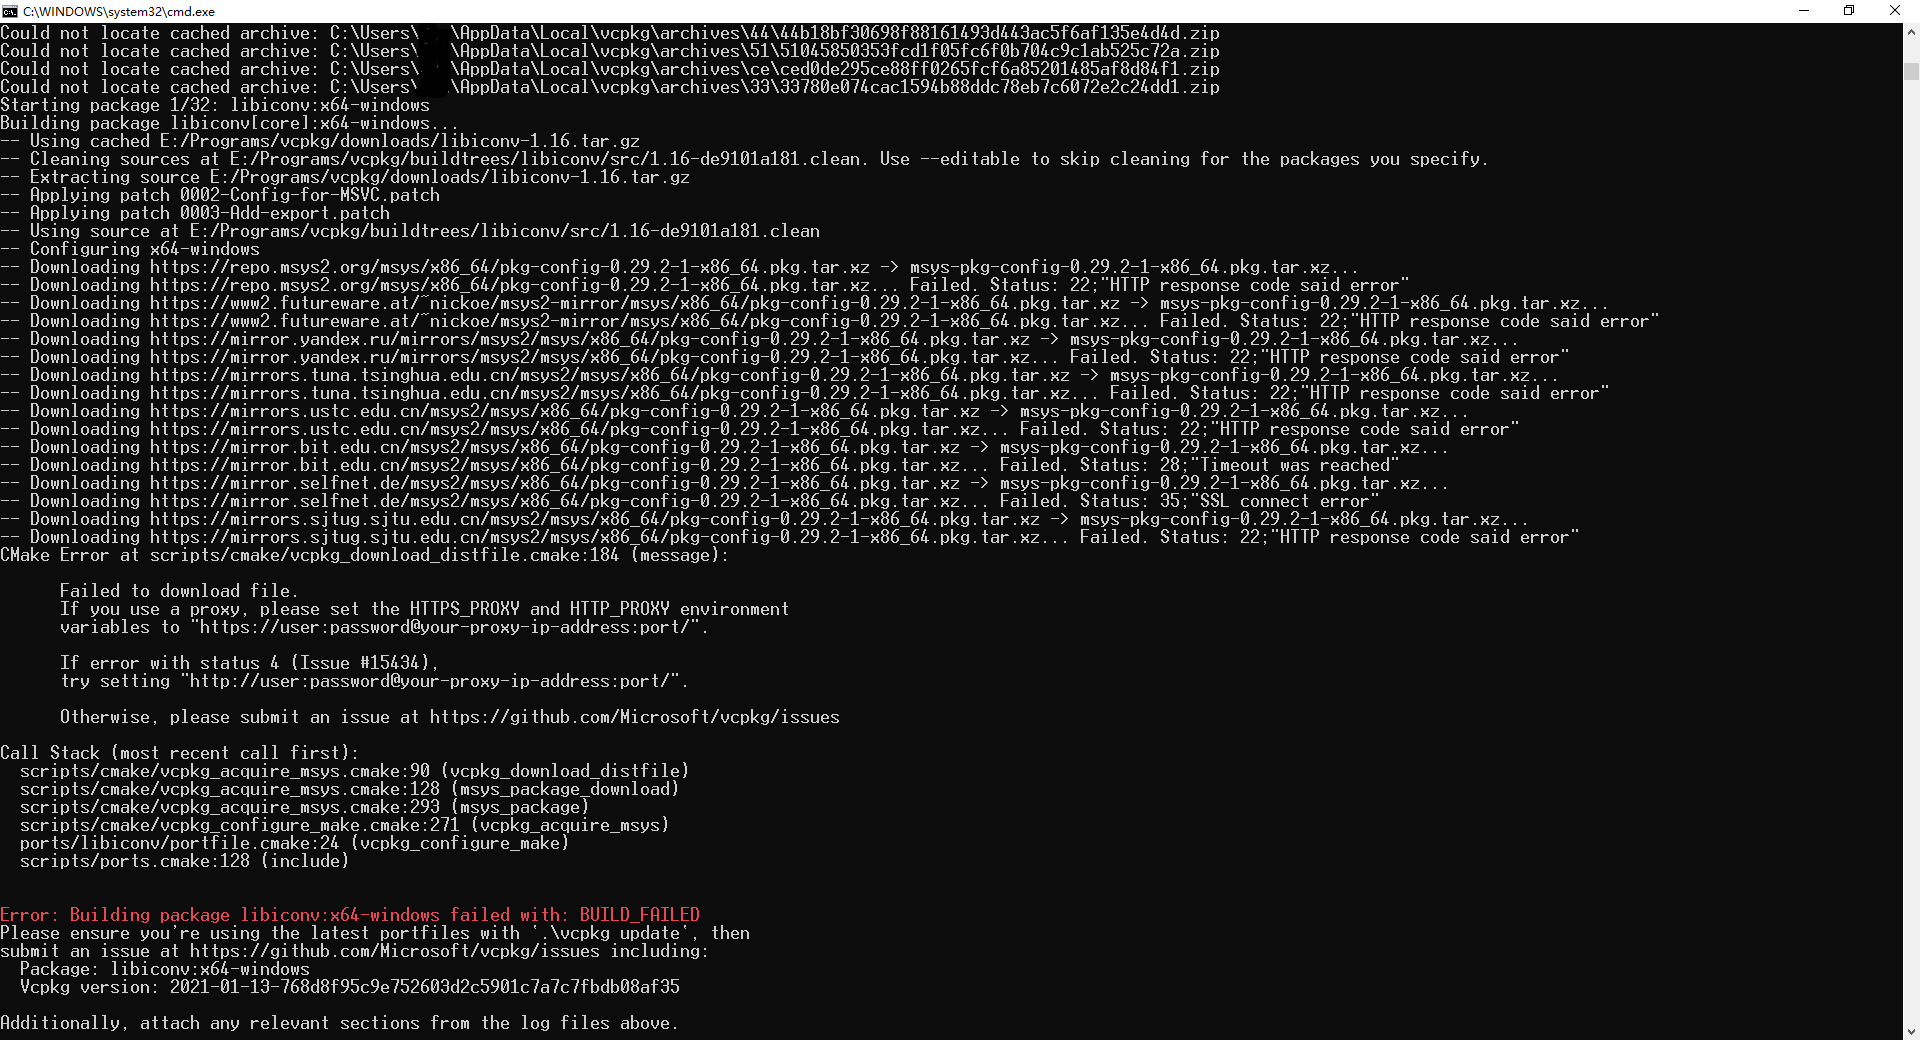 C:\WINDOWS\system32\cmd.exe
Could not locate cached archive: C:\Users\ \AppData\Local\vcpkg\archives\44\44b18bf30698f88161493d443ac5f6af135e4d4d.zip
Could not locate cached archive: C:\Users\ \AppData\Local\vcpkg\archives\51\51045850353fcd1f05fc6f0b704c9c1ab525c72a.zip
Could not locate cached archive: C:\Users\ \AppData\Local\vcpkg\archives\ce\ced0de295ce88ff0265fcf6a85201485af8d84f1.zip
Could not locate cached archive: C:\Users\ \AppData\Local\vcpkg\archives\33\33780e074cac1594b88ddc78eb7c6072e2c24dd1.zip
Starting package 1/32: libiconv:x64-windows
Building package libiconv[core]:x64-windows...
-- Using cached E:/Programs/vcpkg/downloads/libiconv-1.16.tar.gz
-- Cleaning sources at E:/Programs/vcpkg/buildtrees/libiconv/src/1.16-de9101a181.clean. Use --editable to skip cleaning for the packages you specify.
-- Extracting source E:/Programs/vcpkg/downloads/libiconv-1.16.tar.gz
-- Applying patch 0002-Config-for-MSVC.patch
-- Applying patch 0003-Add-export.patch
-- Using source at E:/Programs/vcpkg/buildtrees/libiconv/src/1.16-de9101a181.clean
-- Configuring x64-windows
-- Downloading https://repo.msys2.org/msys/x86_64/pkg-config-0.29.2-1-x86_64.pkg.tar.xz -> msys-pkg-config-0.29.2-1-x86_64.pkg.tar.xz...
-- Downloading https://repo.msys2.org/msys/x86_64/pkg-config-0.29.2-1-x86_64.pkg.tar.xz... Failed. Status: 22;"HTTP response code said error"
-- Downloading https://www2.futureware.at/~nickoe/msys2-mirror/msys/x86_64/pkg-config-0.29.2-1-x86_64.pkg.tar.xz -> msys-pkg-config-0.29.2-1-x86_64.pkg.tar.xz...
-- Downloading https://www2.futureware.at/~nickoe/msys2-mirror/msys/x86_64/pkg-config-0.29.2-1-x86_64.pkg.tar.xz... Failed. Status: 22;"HTTP response code said error"
-- Downloading https://mirror.yandex.ru/mirrors/msys2/msys/x86_64/pkg-config-0.29.2-1-x86_64.pkg.tar.xz -> msys-pkg-config-0.29.2-1-x86_64.pkg.tar.xz...
-- Downloading https://mirror.yandex.ru/mirrors/msys2/msys/x86_64/pkg-config-0.29.2-1-x86_64.pkg.tar.xz... Failed. Status: 22;"HTTP response code said error"
-- Downloading https://mirrors.tuna.tsinghua.edu.cn/msys2/msys/x86_64/pkg-config-0.29.2-1-x86_64.pkg.tar.xz -> msys-pkg-config-0.29.2-1-x86_64.pkg.tar.xz...
-- Downloading https://mirrors.tuna.tsinghua.edu.cn/msys2/msys/x86_64/pkg-config-0.29.2-1-x86_64.pkg.tar.xz... Failed. Status: 22;"HTTP response code said error"
-- Downloading https://mirrors.ustc.edu.cn/msys2/msys/x86_64/pkg-config-0.29.2-1-x86_64.pkg.tar.xz -> msys-pkg-config-0.29.2-1-x86_64.pkg.tar.xz...
-- Downloading https://mirrors.ustc.edu.cn/msys2/msys/x86_64/pkg-config-0.29.2-1-x86_64.pkg.tar.xz... Failed. Status: 22;"HTTP response code said error"
-- Downloading https://mirror.bit.edu.cn/msys2/msys/x86_64/pkg-config-0.29.2-1-x86_64.pkg.tar.xz -> msys-pkg-config-0.29.2-1-x86_64.pkg.tar.xz...
-- Downloading https://mirror.bit.edu.cn/msys2/msys/x86_64/pkg-config-0.29.2-1-x86_64.pkg.tar.xz... Failed. Status: 28;"Timeout was reached"
-- Downloading https://mirror.selfnet.de/msys2/msys/x86_64/pkg-config-0.29.2-1-x86_64.pkg.tar.xz -> msys-pkg-config-0.29.2-1-x86_64.pkg.tar.xz...
-- Downloading https://mirror.selfnet.de/msys2/msys/x86_64/pkg-config-0.29.2-1-x86_64.pkg.tar.xz... Failed. Status: 35;"SSL connect error"
-- Downloading https://mirrors.sjtug.sjtu.edu.cn/msys2/msys/x86_64/pkg-config-0.29.2-1-x86_64.pkg.tar.xz -> msys-pkg-config-0.29.2-1-x86_64.pkg.tar.xz...
-- Downloading https://mirrors.sjtug.sjtu.edu.cn/msys2/msys/x86_64/pkg-config-0.29.2-1-x86_64.pkg.tar.xz... Failed. Status: 22;"HTTP response code said error"
CMake Error at scripts/cmake/vcpkg_download_distfile.cmake:184 (message):
Failed to download file.
If you use a proxy, please set the HTTPS_PROXY and HTTP_PROXY environment
variables to "https://user:password@your-proxy-ip-address:port/".
If error with status 4 (Issue #15434),
try setting "http://user:password@your-proxy-ip-address:port/".
Otherwise, please submit an issue at https://github.com/Microsoft/vcpkg/issues
Call Stack (most recent call first):
scripts/cmake/vcpkg_acquire_msys.cmake:90 (vcpkg_download_distfile)
scripts/cmake/vcpkg_acquire_msys.cmake:128 (msys_package_download)
scripts/cmake/vcpkg_acquire_msys.cmake:293 (msys_package)
scripts/cmake/vcpkg_configure_make.cmake:271 (vcpkg_acquire_msys)
ports/libiconv/portfile.cmake:24 (vcpkg_configure_make)
scripts/ports.cmake:128 (include)
Error: Building package libiconv:x64-windows failed with: BUILD_FAILED
Please ensure you're using the latest portfiles with `.\vcpkg update`, then
submit an issue at https://github.com/Microsoft/vcpkg/issues including:
Package: libiconv:x64-windows
Vcpkg version: 2021-01-13-768d8f95c9e752603d2c5901c7a7c7fbdb08af35
Additionally, attach any relevant sections from the log files above.